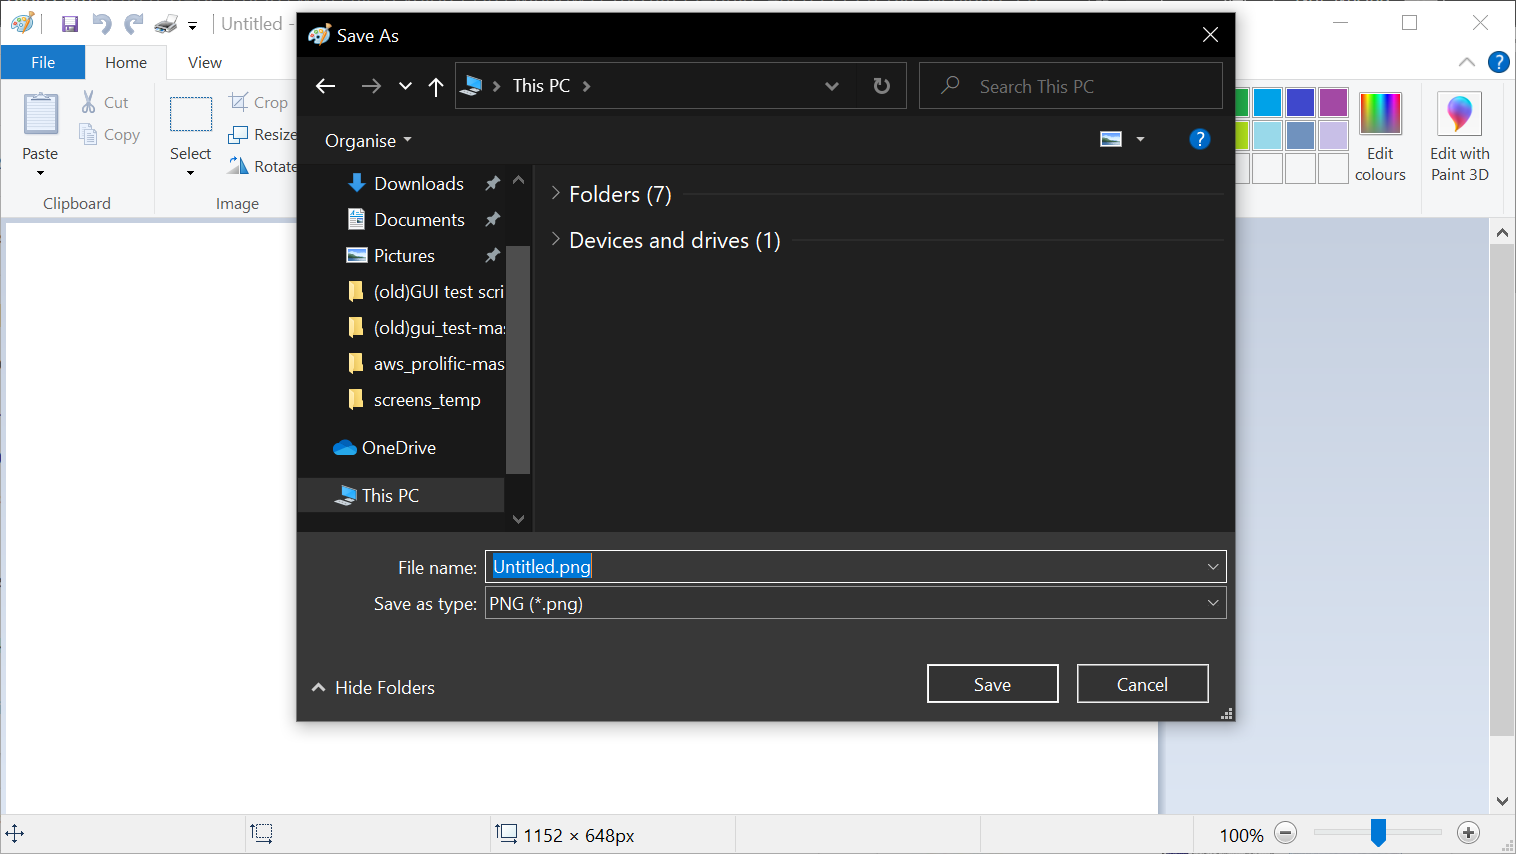 Untitled -
Save As
File
Home
View
This PC
Search This PC
Cut
Copy
Paste
Clipboard
Crop
Resize
Rotate
Select
Image
Organise
Edit colours
Edit with Paint 3D
Downloads
Documents
Pictures
(old)GUI test scri
(old)gui_test-mas
aws_prolific-mas
screens_temp
OneDrive
This PC
Folders (7)
Devices and drives (1)
File name: Untitled.png
Save as type: PNG (*.png)
Hide Folders
Save
Cancel
1152 × 648px
100%